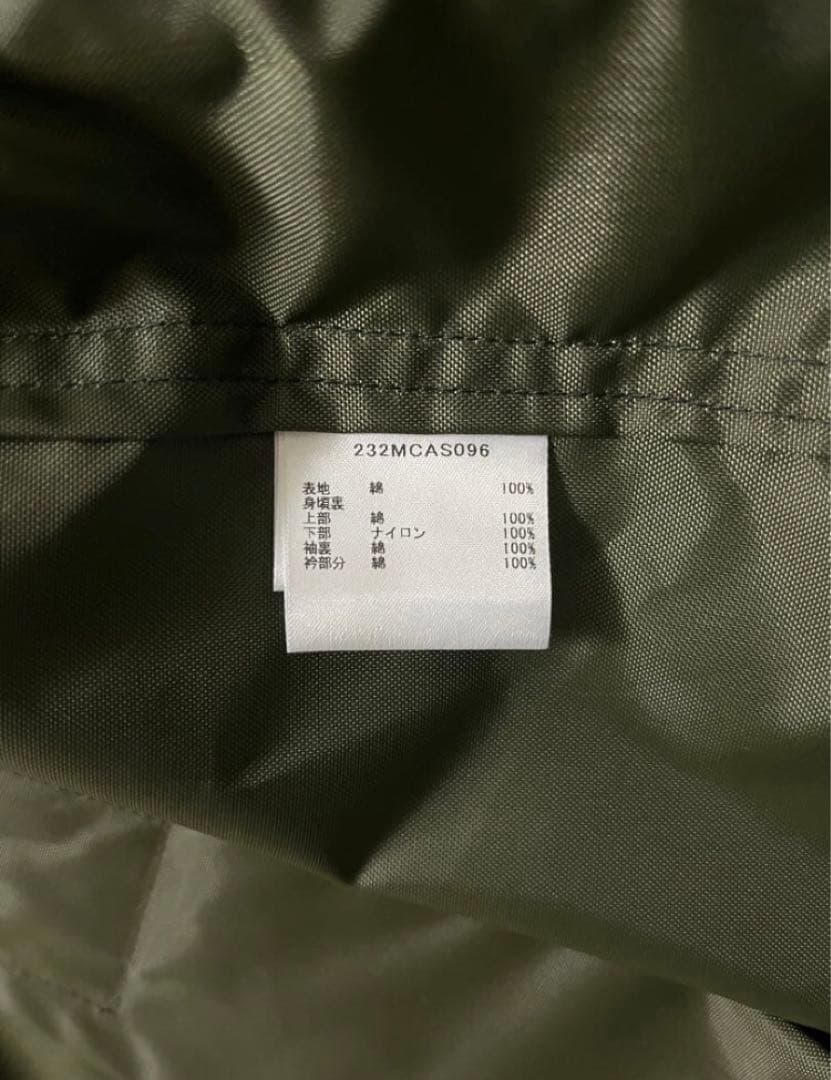 232MCAS096
表地 綿 100%
身頃裏
上部 綿 100%
下部 ナイロン 100%
袖裏 綿 100%
衿部分 綿 100%